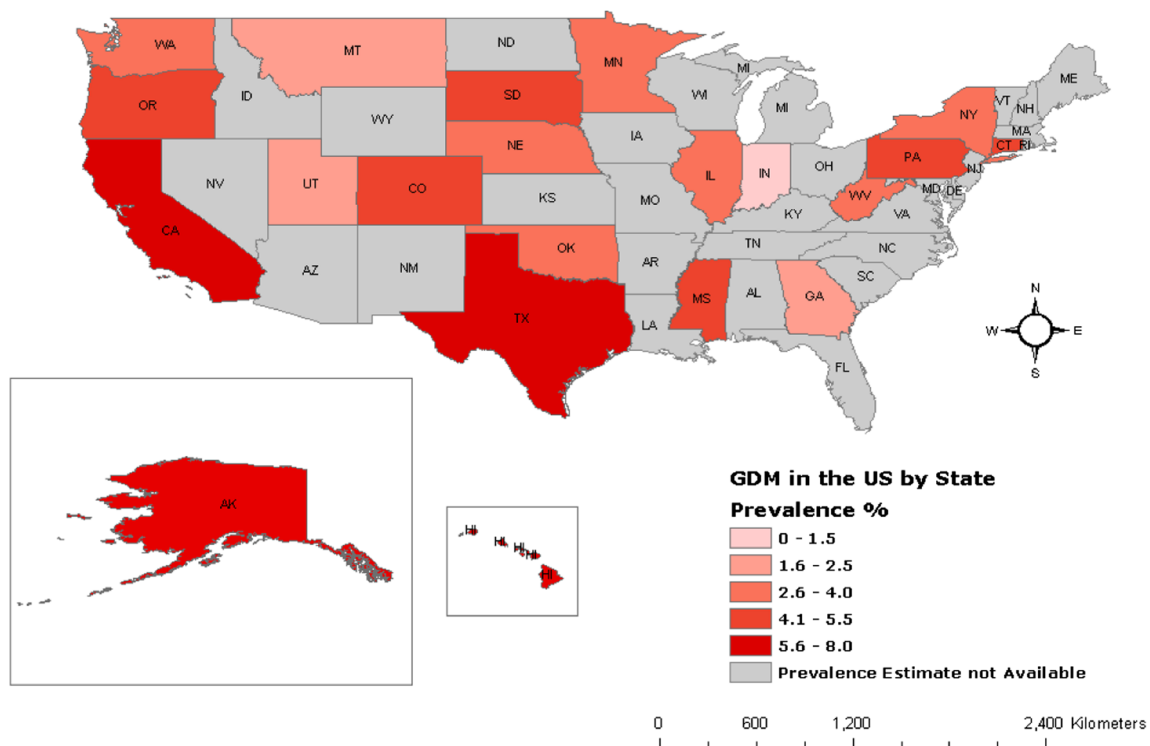 WA
MT
ND
MN
MI
ME
OR
ID
SD
WI
MI
VT
NH
NY
WY
IA
MA
CT
RI
NE
PA
NV
UT
CO
IL
IN
OH
NJ
KS
MO
WV
MD
DE
CA
KY
VA
OK
TN
NC
AZ
NM
AR
SC
MS
AL
GA
TX
LA
FL
N
W
E
S
AK
HI
HI
HI
HI
HI
GDM in the US by State
Prevalence %
0 - 1.5
1.6 - 2.5
2.6 - 4.0
4.1 - 5.5
5.6 - 8.0
Prevalence Estimate not Available
0 600 1,200 2,400 Kilometers